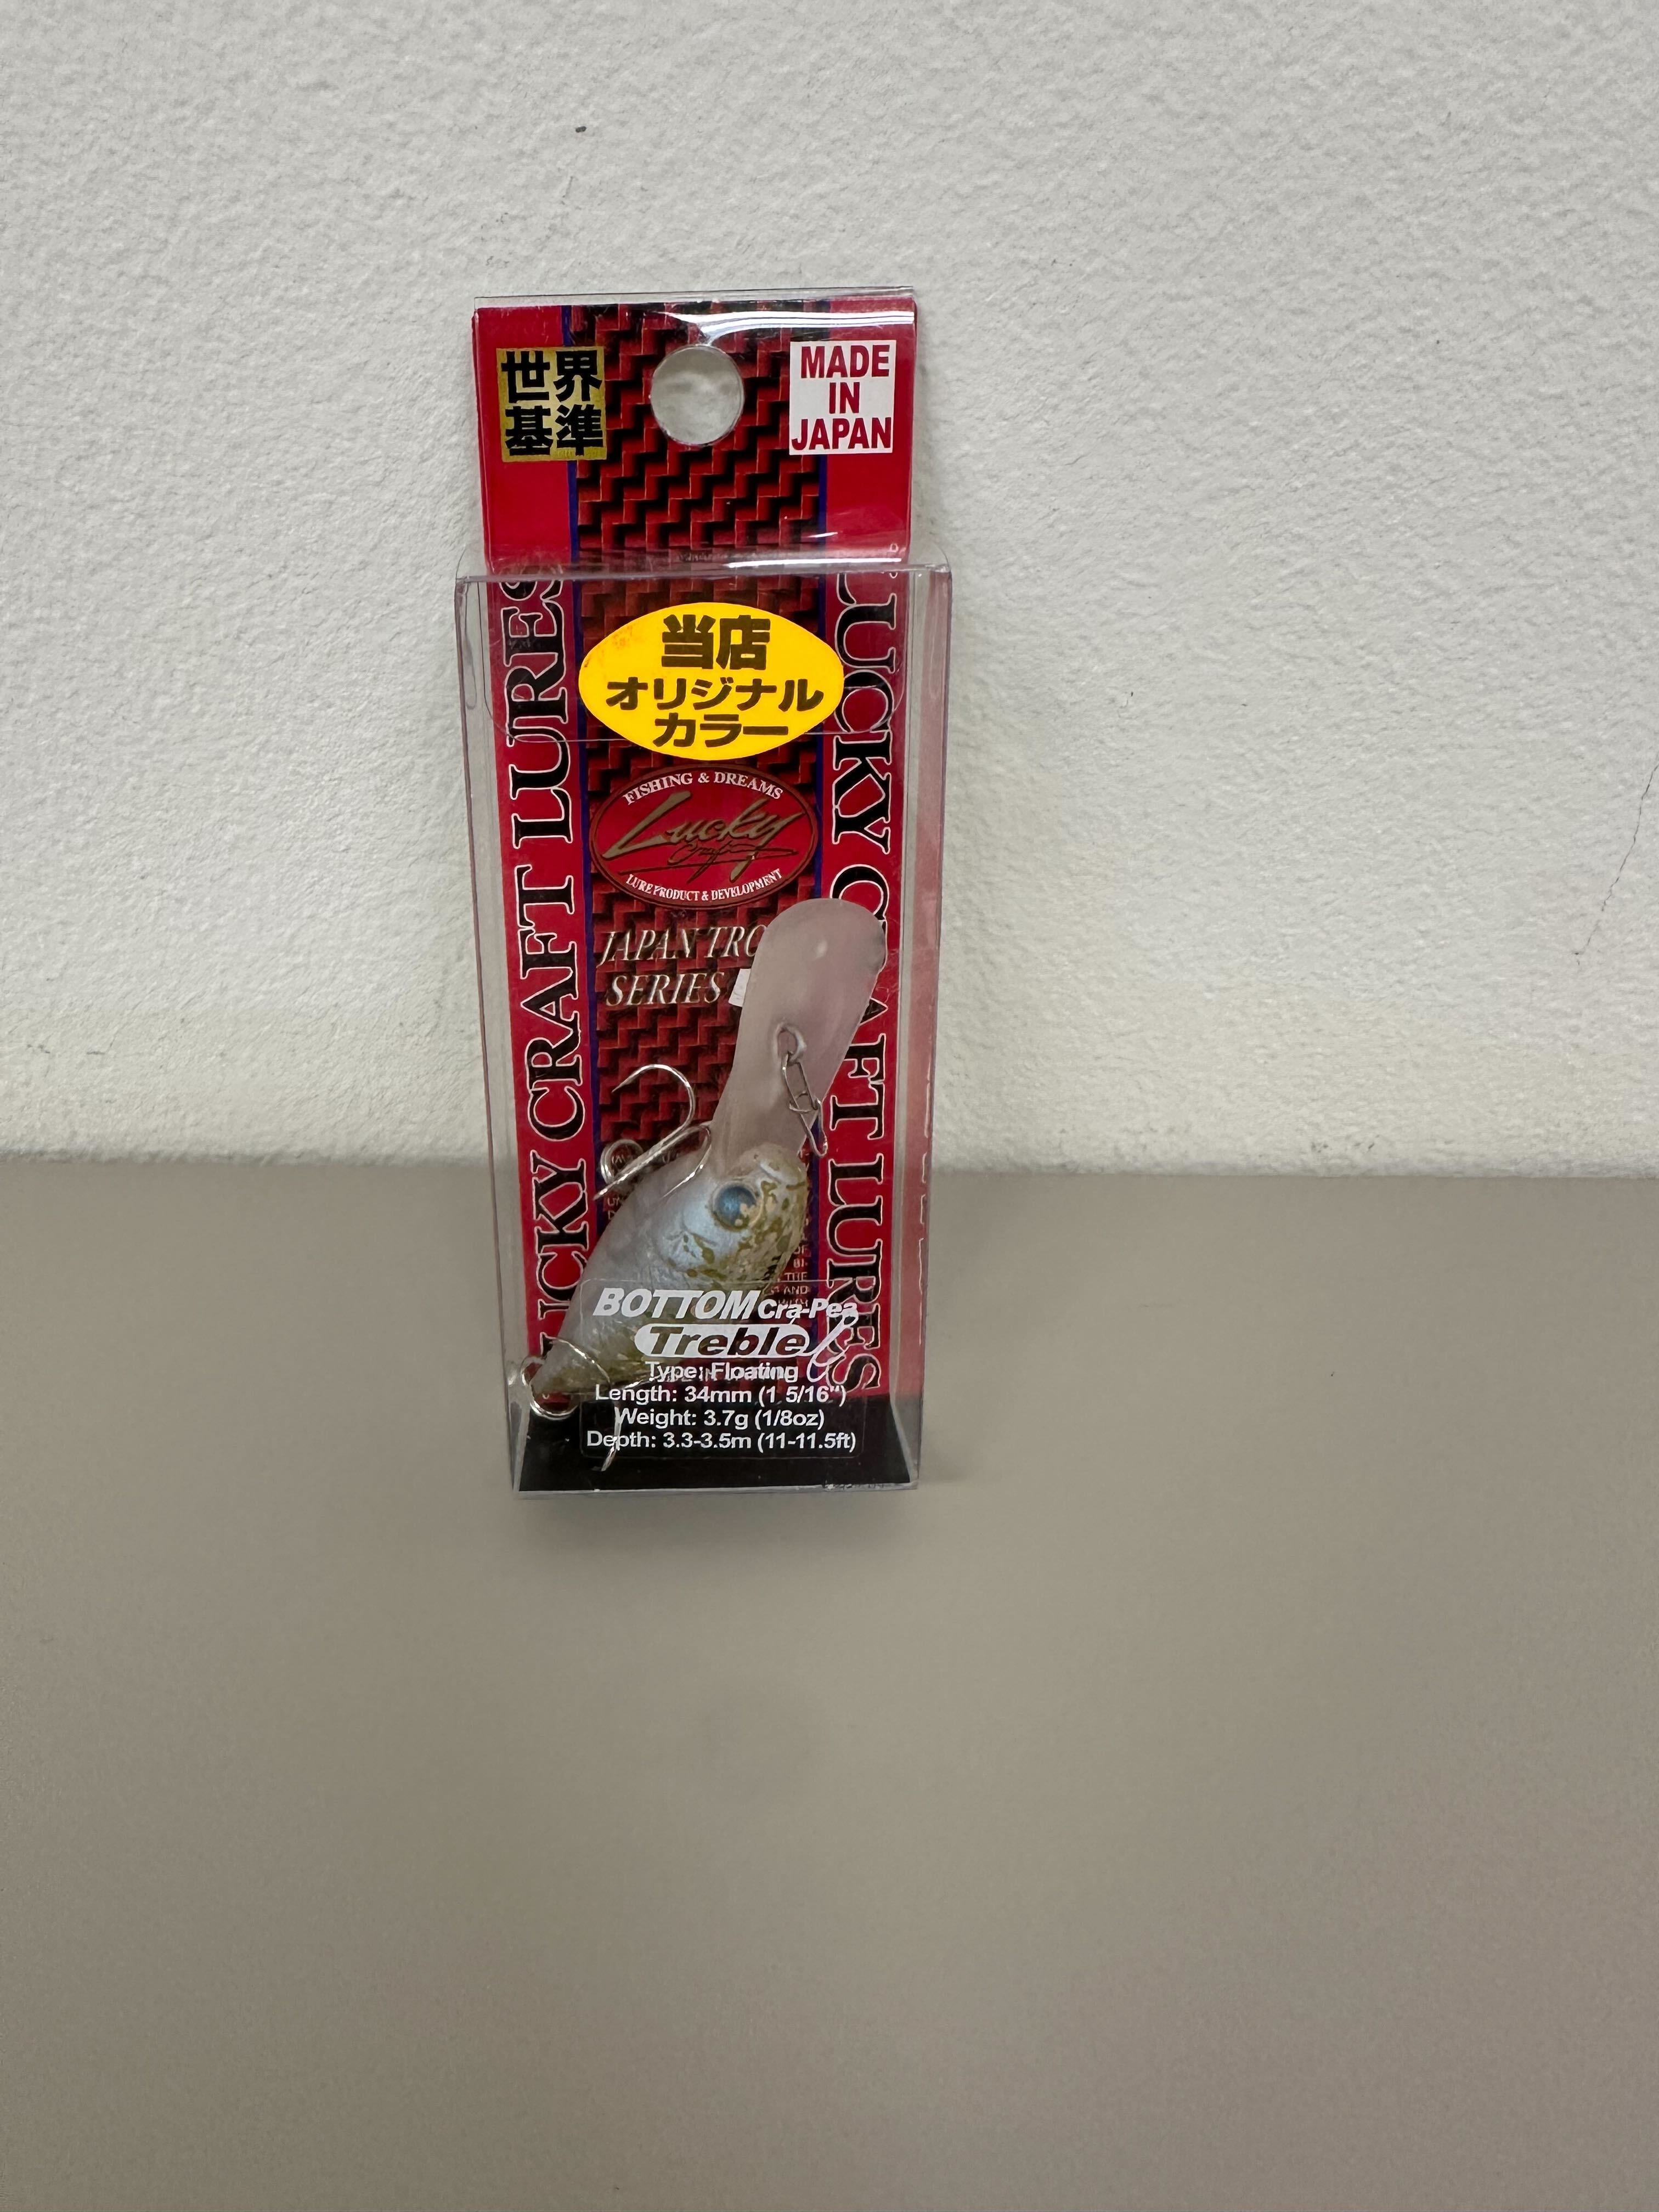 世界
基準
MADE
IN
JAPAN
当店
オリジナル
カラー
LUCKY CRAFT LURES
FISHING & DREAMS
Lucky
Craft
LURE PRODUCT & DEVELOPMENT
JAPAN TRO
SERIES
LUCKY CRAFT LURES
BOTTOM Cra-Pea
Treble
Type: Floating
Length: 34mm (1 5/16")
Weight: 3.7g (1/8oz)
Depth: 3.3-3.5m (11-11.5ft)